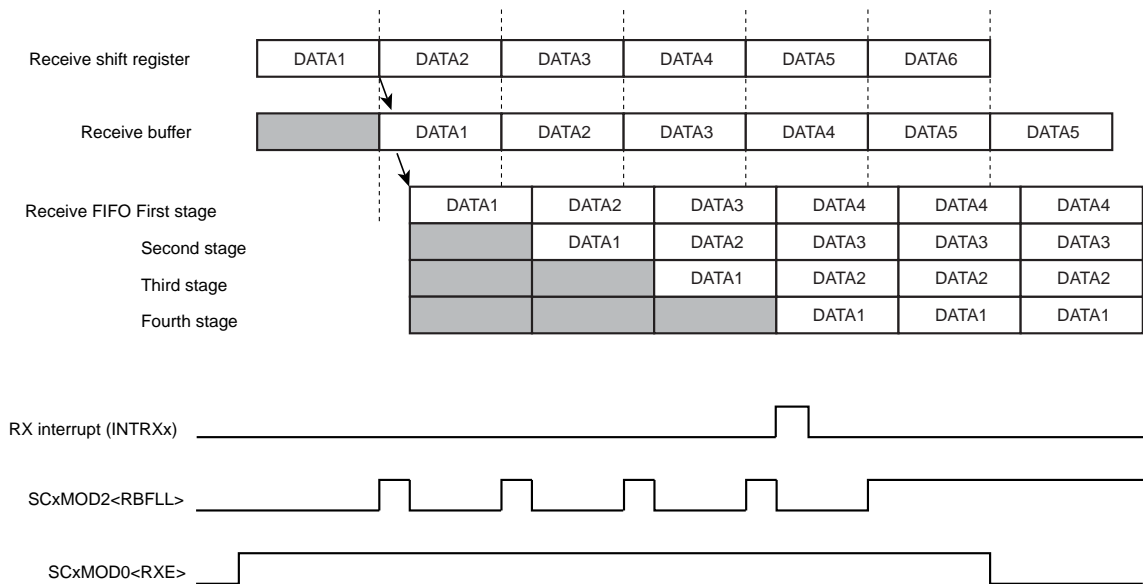 Receive shift register DATA1 DATA2 DATA3 DATA4 DATA5 DATA6
Receive buffer DATA1 DATA2 DATA3 DATA4 DATA5 DATA5
Receive FIFO First stage DATA1 DATA2 DATA3 DATA4 DATA4 DATA4
Second stage DATA1 DATA2 DATA3 DATA3 DATA3
Third stage DATA1 DATA2 DATA2 DATA2
Fourth stage DATA1 DATA1 DATA1
RX interrupt (INTRXx)
SCxMOD2<RBFLL>
SCxMOD0<RXE>